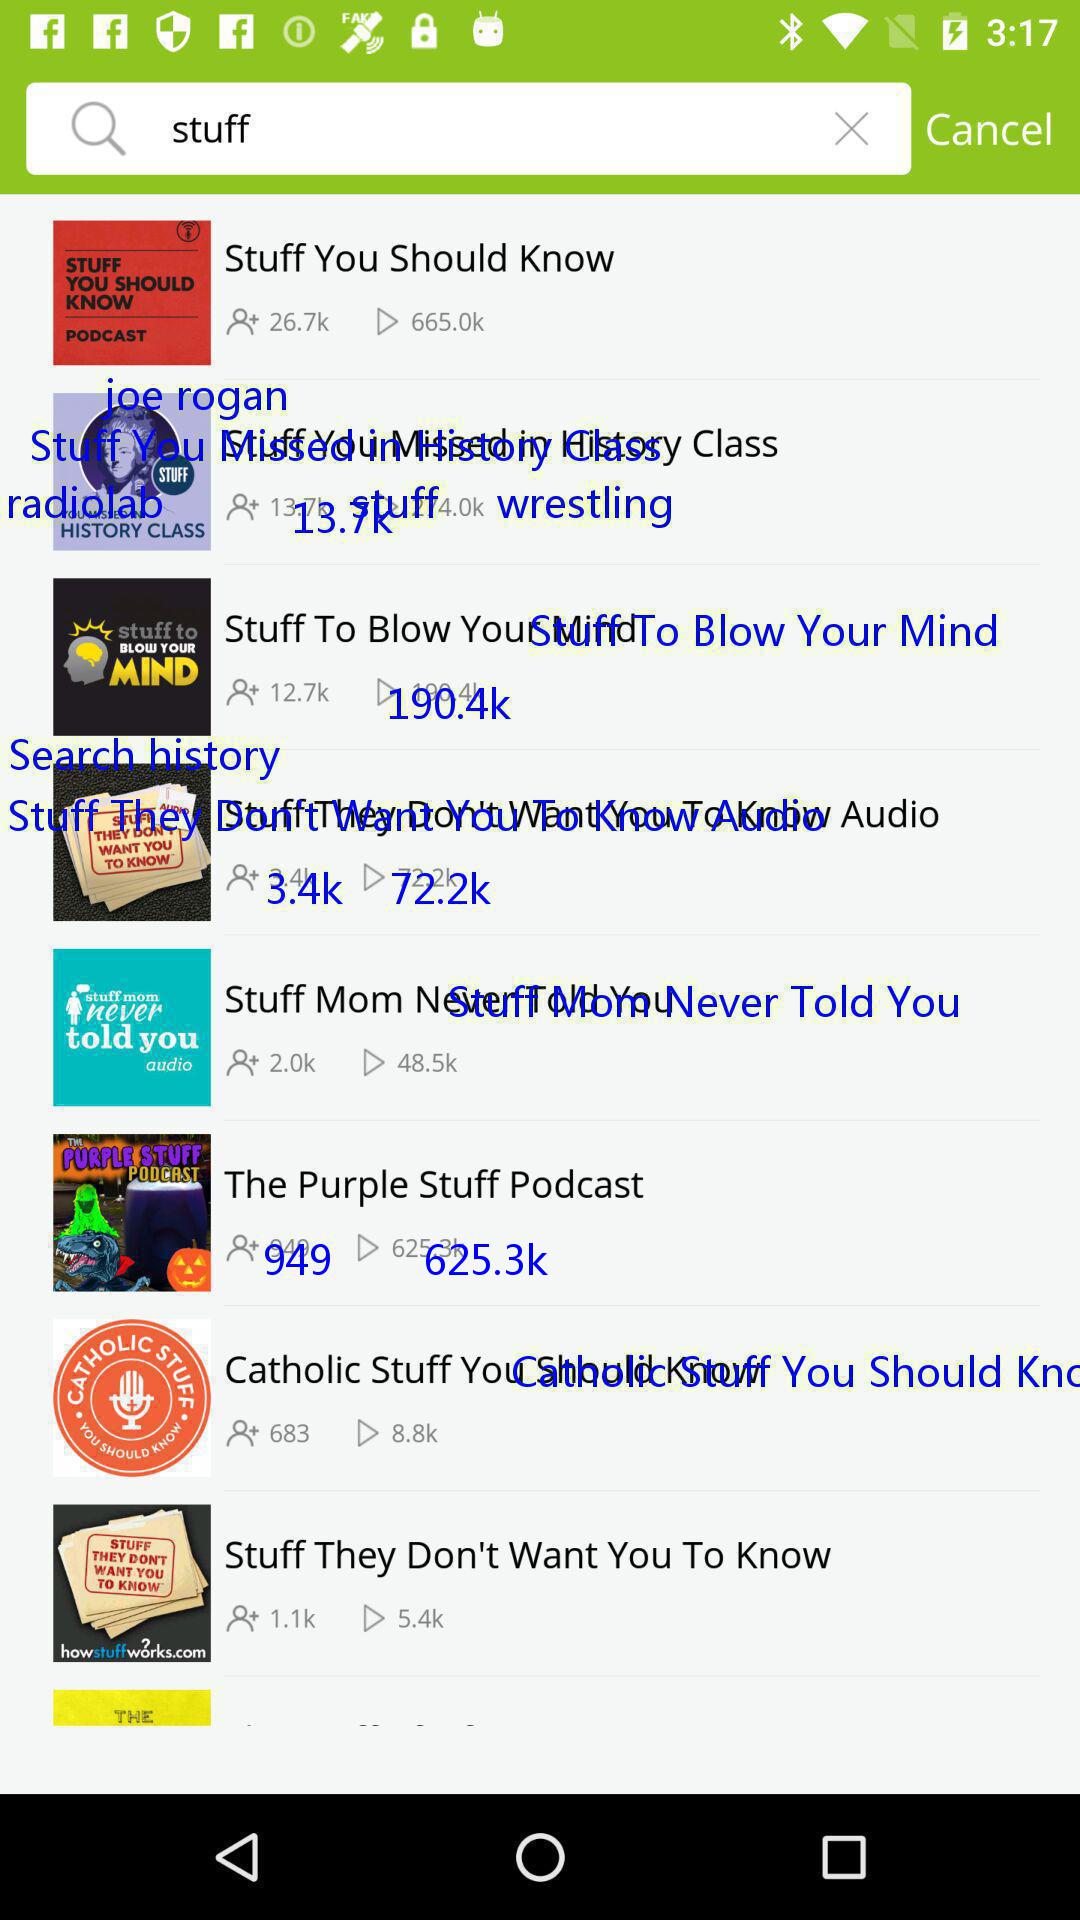 FAKE
3:17
stuff
Cancel
STUFF
YOU SHOULD
KNOW
PODCAST
Stuff You Should Know
26.7k 665.0k
joe rogan
Stuff You Missed in History Class
Stuff You Missed in History Class
STUFF
radiolab
13.7k 274.0k
13.7k
stuff
wrestling
YOU MISSED IN
HISTORY CLASS
stuff to
BLOW YOUR
MIND
Stuff To Blow Your Mind
Stuff To Blow Your Mind
12.7k 190.4k
190.4k
Search history
AUDIO
STUFF
THEY DON'T
WANT YOU
TO KNOW
Stuff They Don't Want You To Know Audio
Stuff They Don't Want You To Know Audio
3.4k 72.2k
3.4k 72.2k
stuff mom
never
told you
audio
Stuff Mom Never Told You
Stuff Mom Never Told You
2.0k 48.5k
THE
PURPLE STUFF
PODCAST
The Purple Stuff Podcast
949 625.3k
949 625.3k
CATHOLIC STUFF
• YOU SHOULD KNOW •
Catholic Stuff You Should Know
Catholic Stuff You Should Kno
683 8.8k
STUFF
THEY DON'T
WANT YOU
TO KNOW
howstuffworks.com
Stuff They Don't Want You To Know
1.1k 5.4k
THE